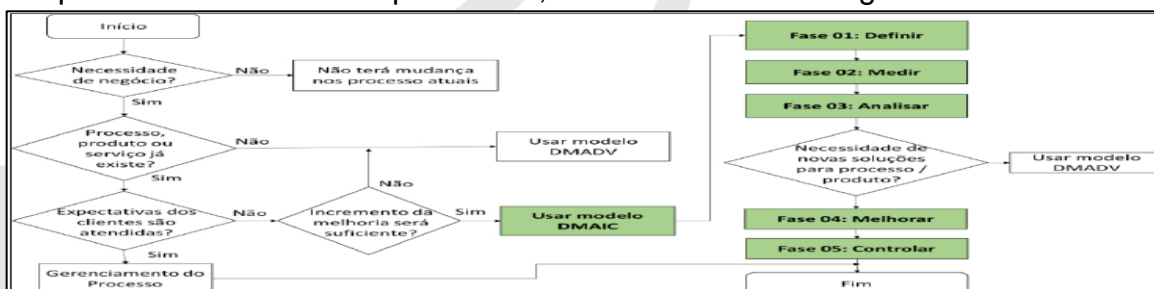 Início
Necessidade
de negócio?
Não
Não terá mudança
nos processo atuais
Sim
Processo,
produto ou
serviço já
existe?
Não
Usar modelo
DMADV
Sim
Não
Expectativas dos
clientes são
atendidas?
Não
Incremento da
melhoria será
suficiente?
Sim
Usar modelo
DMAIC
Sim
Gerenciamento do
Processo
Fase 01: Definir
Fase 02: Medir
Fase 03: Analisar
Necessidade de
novas soluções
para processo /
produto?
Usar modelo
DMADV
Fase 04: Melhorar
Fase 05: Controlar
Fim